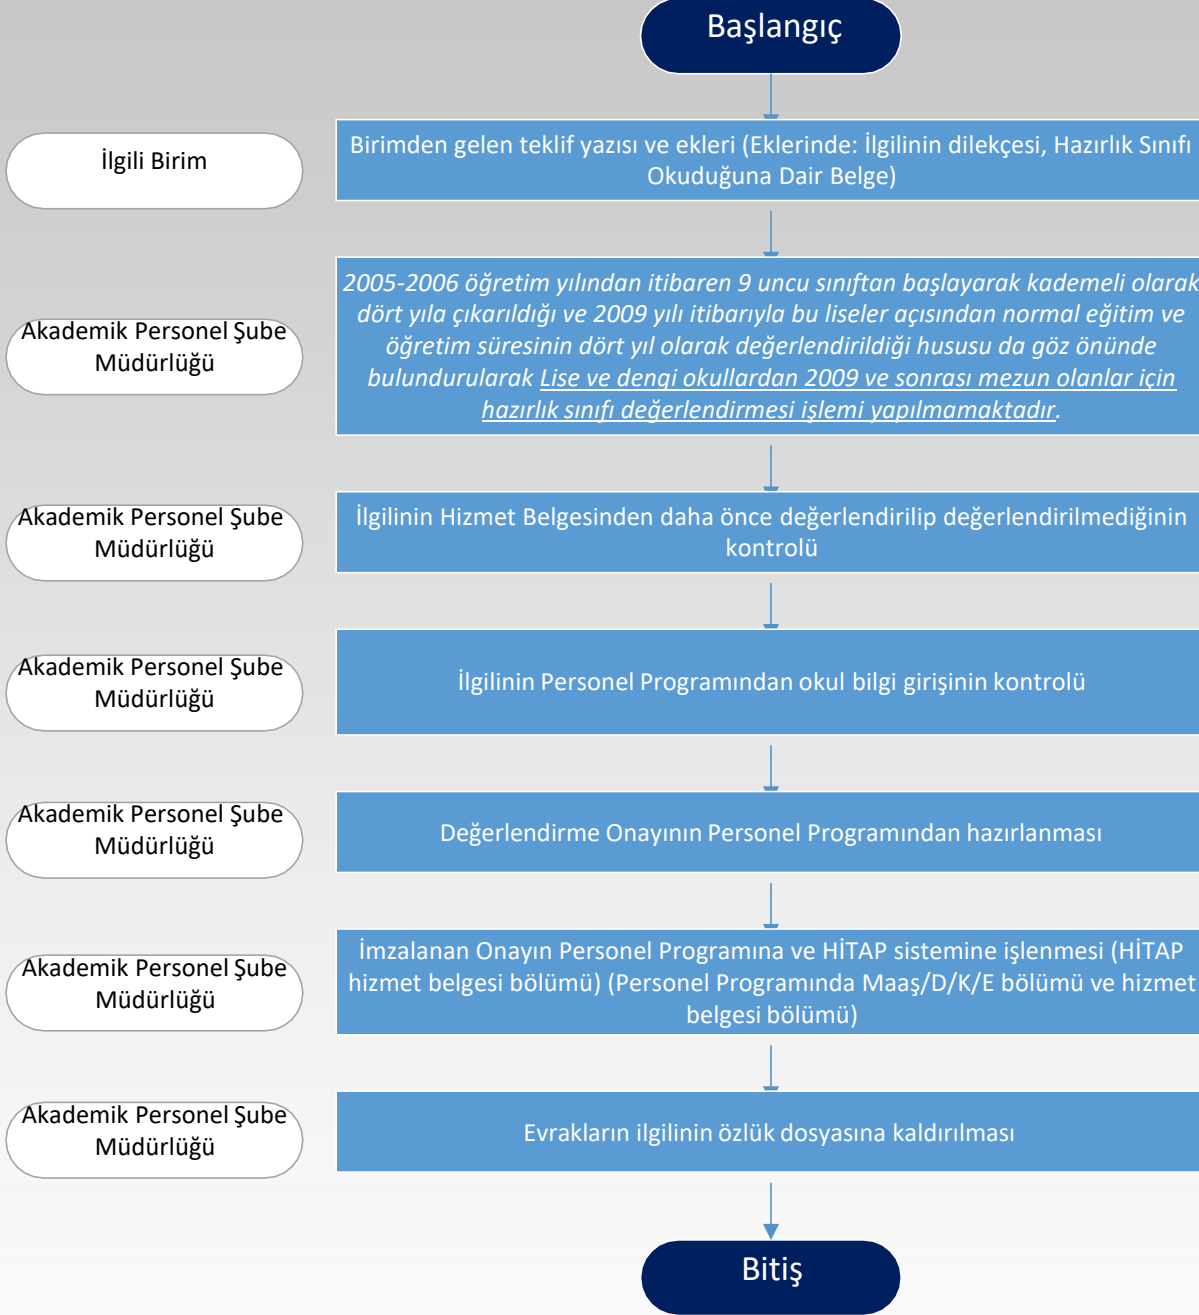 Başlangıç
İlgili Birim
Birimden gelen teklif yazısı ve ekleri (Eklerinde: İlgilinin dilekçesi, Hazırlık Sınıfı
Okuduğuna Dair Belge)
Akademik Personel Şube
Müdürlüğü
2005-2006 öğretim yılından itibaren 9 uncu sınıftan başlayarak kademeli olarak
dört yıla çıkarıldığı ve 2009 yılı itibarıyla bu liseler açısından normal eğitim ve
öğretim süresinin dört yıl olarak değerlendirildiği hususu da göz önünde
bulundurularak Lise ve dengi okullardan 2009 ve sonrası mezun olanlar için
hazırlık sınıfı değerlendirmesi işlemi yapılmamaktadır.
Akademik Personel Şube
Müdürlüğü
İlgilinin Hizmet Belgesinden daha önce değerlendirilip değerlendirilmediğinin
kontrolü
Akademik Personel Şube
Müdürlüğü
İlgilinin Personel Programından okul bilgi girişinin kontrolü
Akademik Personel Şube
Müdürlüğü
Değerlendirme Onayının Personel Programından hazırlanması
Akademik Personel Şube
Müdürlüğü
İmzalanan Onayın Personel Programına ve HİTAP sistemine işlenmesi (HİTAP
hizmet belgesi bölümü) (Personel Programında Maaş/D/K/E bölümü ve hizmet
belgesi bölümü)
Akademik Personel Şube
Müdürlüğü
Evrakların ilgilinin özlük dosyasına kaldırılması
Bitiş